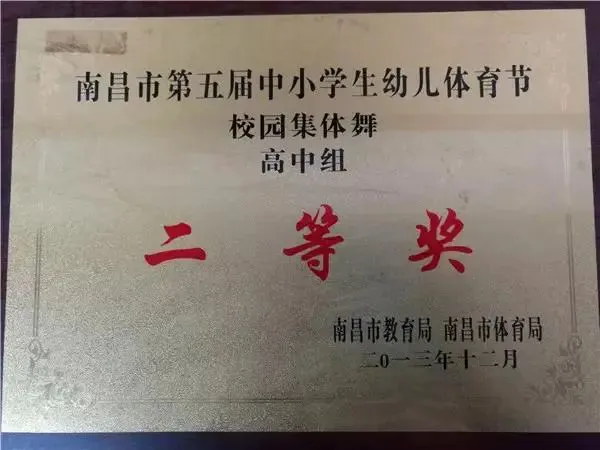 南昌市第五届中小学生幼儿体育节
校园集体舞
高中组
二等奖
南昌市教育局 南昌市体育局
二0一三年十二月